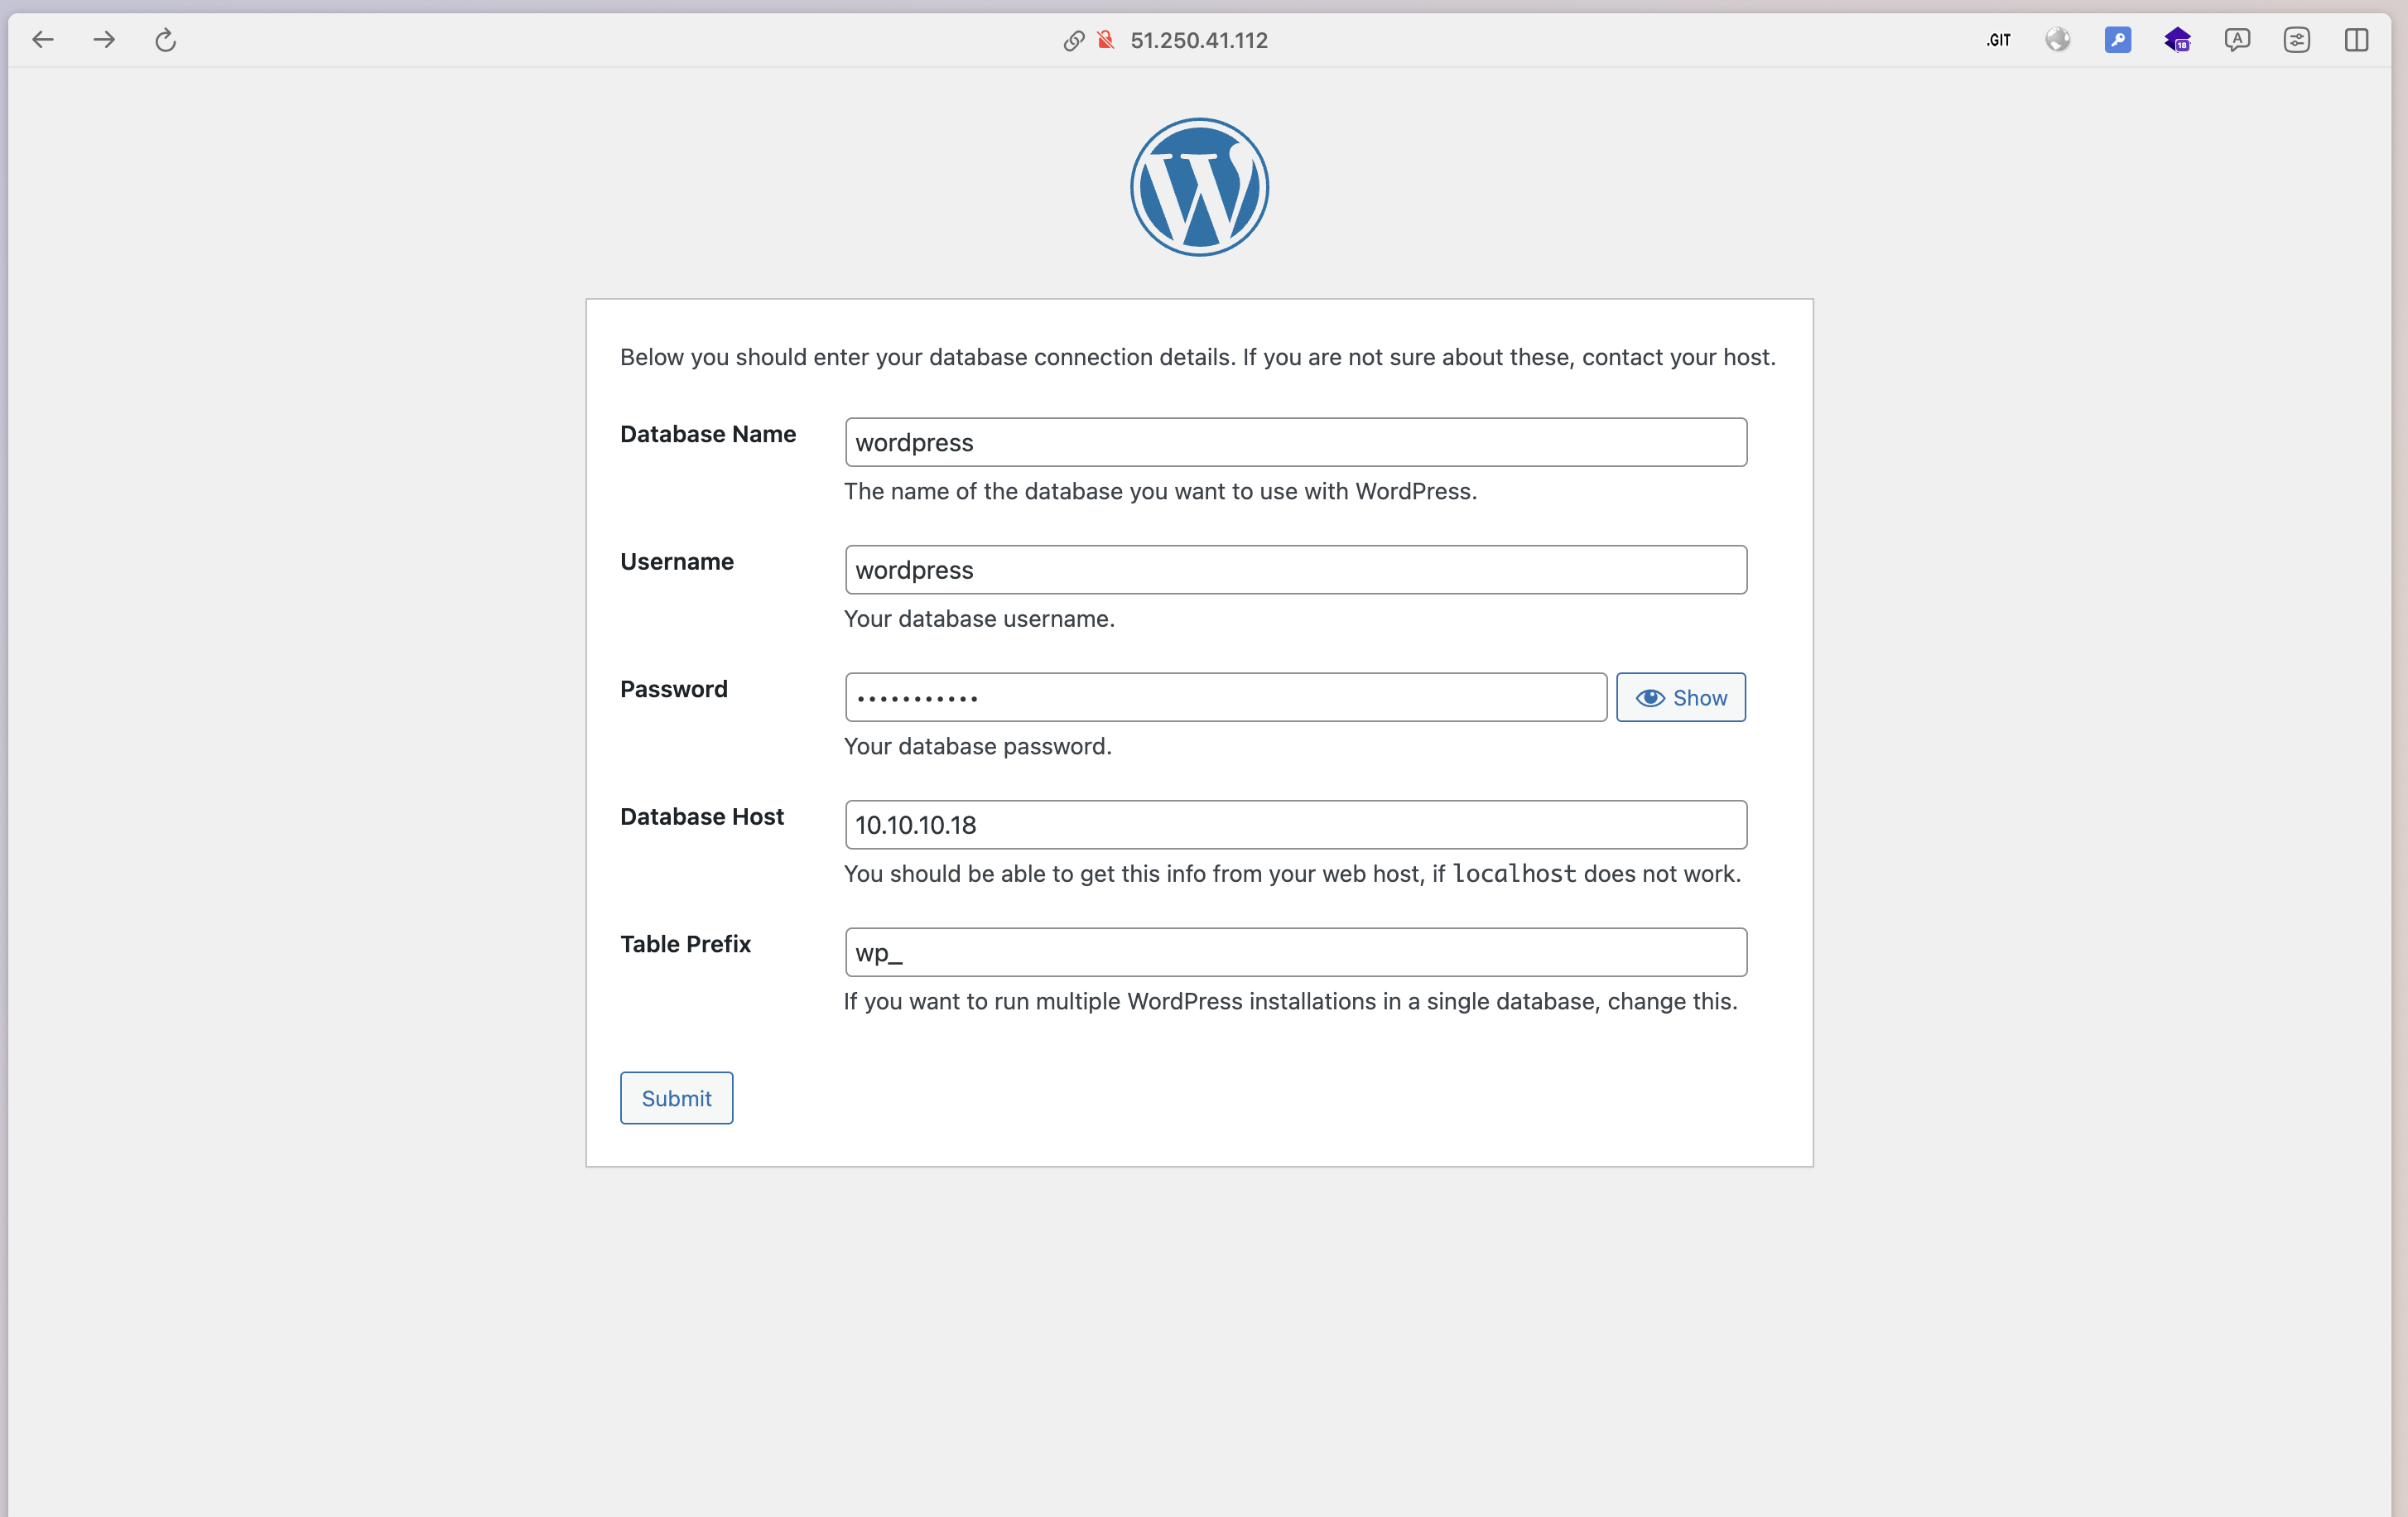 51.250.41.112
.GIT
18
A
W
Below you should enter your database connection details. If you are not sure about these, contact your host.
Database Name
wordpress
The name of the database you want to use with WordPress.
Username
wordpress
Your database username.
Password
•••••••••••
Show
Your database password.
Database Host
10.10.10.18
You should be able to get this info from your web host, if localhost does not work.
Table Prefix
wp_
If you want to run multiple WordPress installations in a single database, change this.
Submit